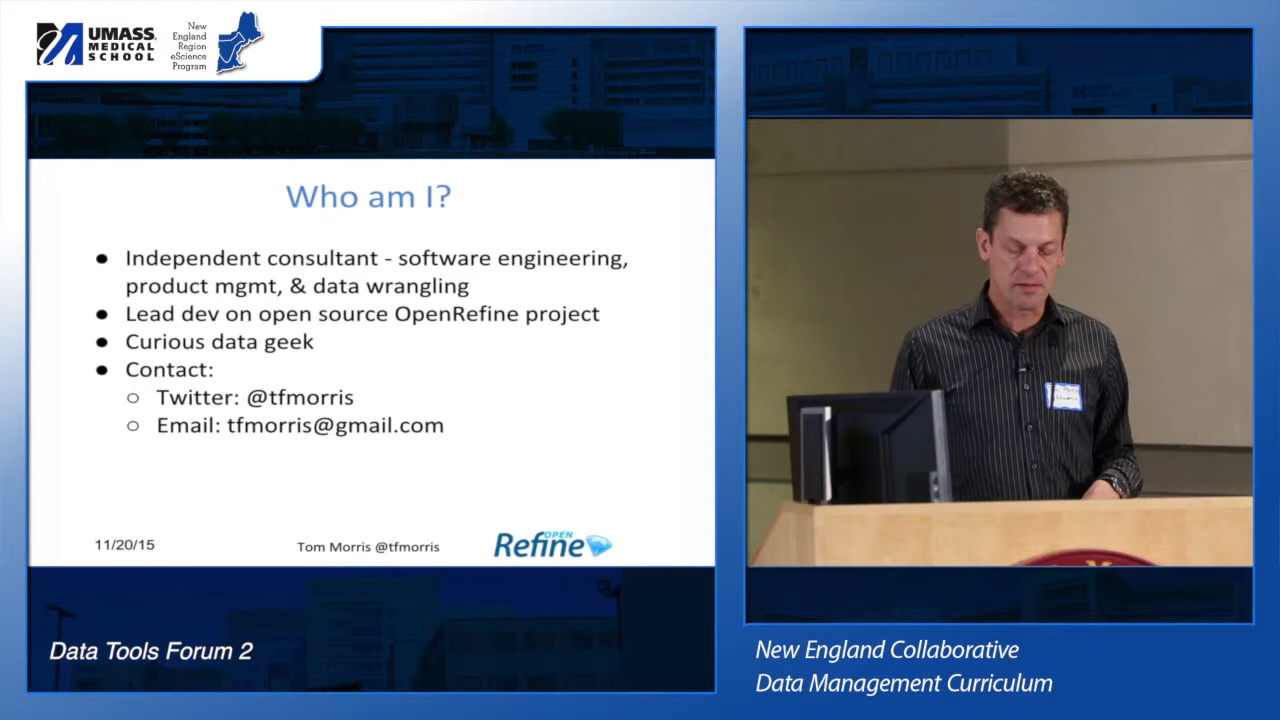 UMASS
MEDICAL
SCHOOL
New
England
Region
eScience
Program
Who am I?
● Independent consultant - software engineering,
product mgmt, & data wrangling
● Lead dev on open source OpenRefine project
● Curious data geek
● Contact:
○ Twitter: @tfmorris
○ Email: tfmorris@gmail.com
11/20/15
Tom Morris @tfmorris
OPEN
Refine
Data Tools Forum 2
New England Collaborative
Data Management Curriculum